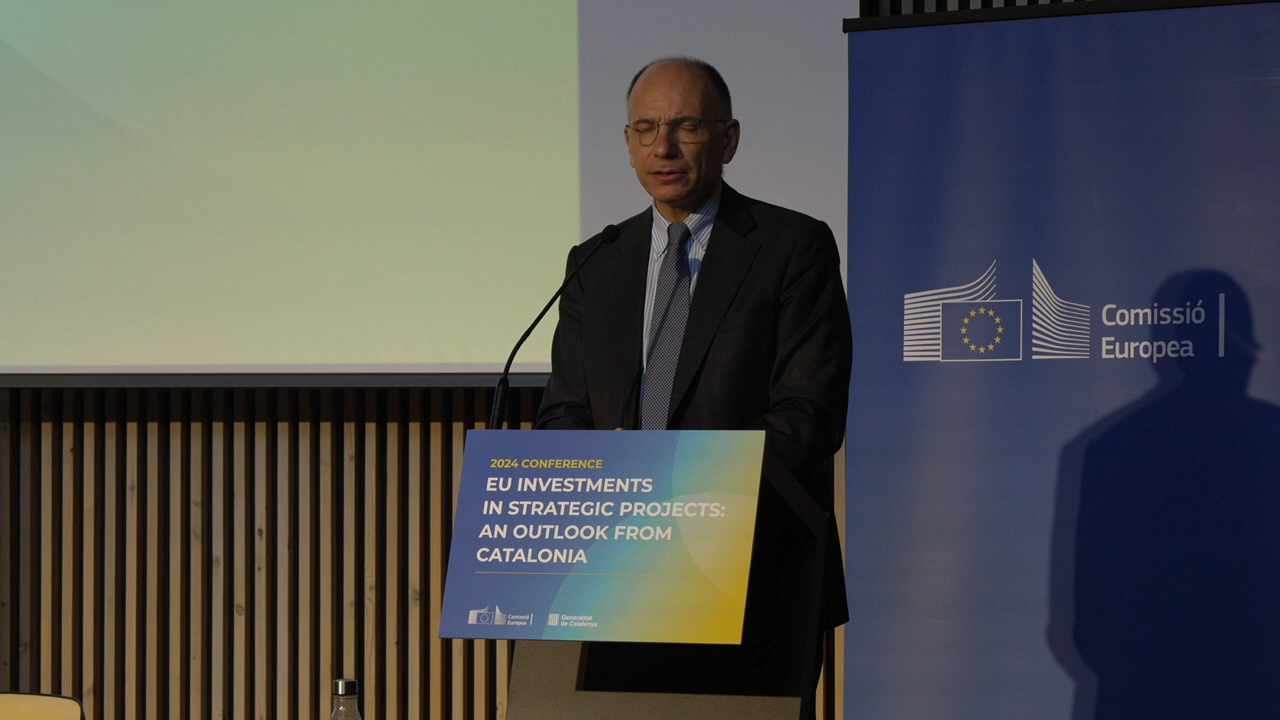 Comissió
Europea
2024 CONFERENCE
EU INVESTMENTS
IN STRATEGIC PROJECTS:
AN OUTLOOK FROM
CATALONIA
Comissió
Europea
Generalitat
de Catalunya